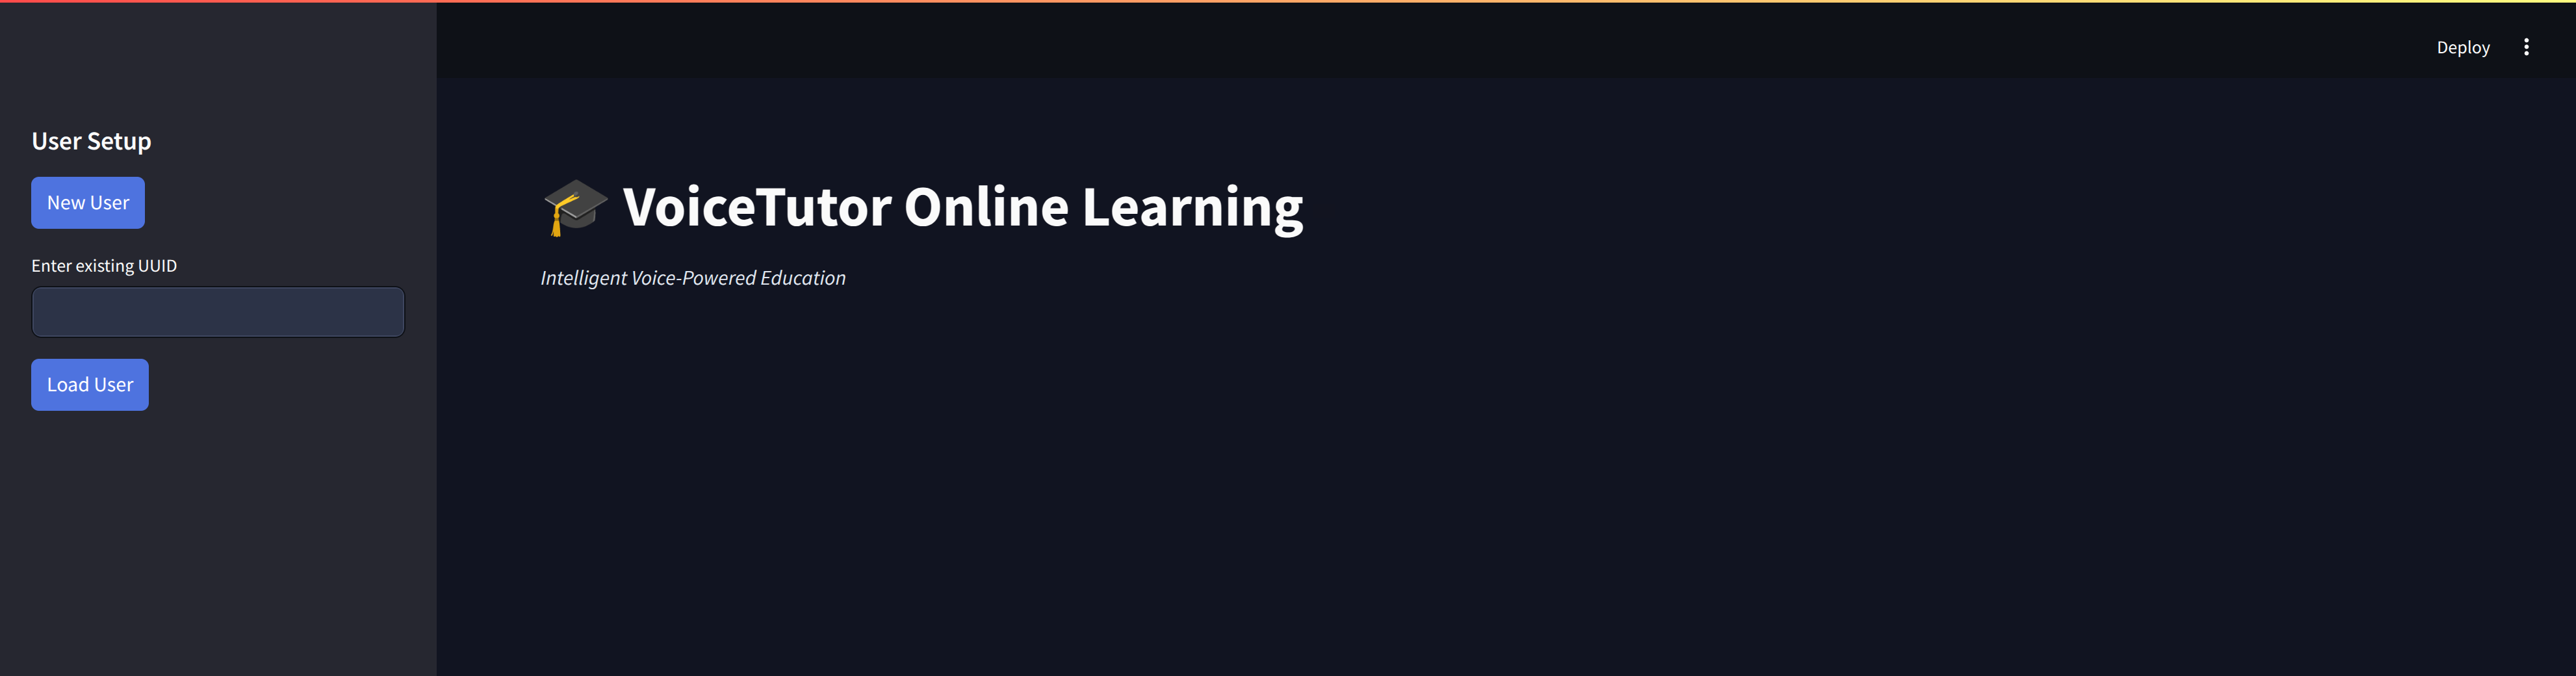 Deploy
User Setup
New User
Enter existing UUID
Load User
🎓 VoiceTutor Online Learning
Intelligent Voice-Powered Education